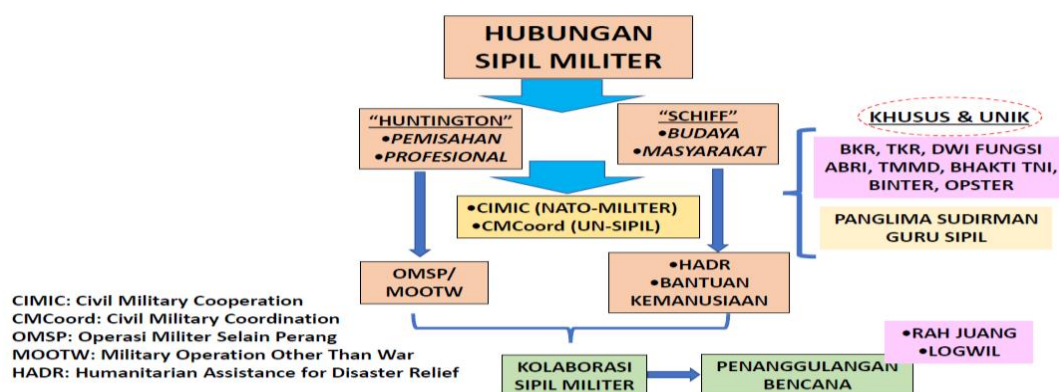 HUBUNGAN
SIPIL MILITER
"HUNTINGTON"
•PEMISAHAN
•PROFESIONAL
"SCHIFF"
•BUDAYA
•MASYARAKAT
KHUSUS & UNIK
BKR, TKR, DWI FUNGSI
ABRI, TMMD, BHAKTI TNI,
BINTER, OPSTER
PANGLIMA SUDIRMAN
GURU SIPIL
•CIMIC (NATO-MILITER)
•CMCoord (UN-SIPIL)
OMSP/
MOOTW
•HADR
•BANTUAN
KEMANUSIAAN
CIMIC: Civil Military Cooperation
CMCoord: Civil Military Coordination
OMSP: Operasi Militer Selain Perang
MOOTW: Military Operation Other Than War
HADR: Humanitarian Assistance for Disaster Relief
KOLABORASI
SIPIL MILITER
PENANGGULANGAN
BENCANA
•RAH JUANG
•LOGWIL